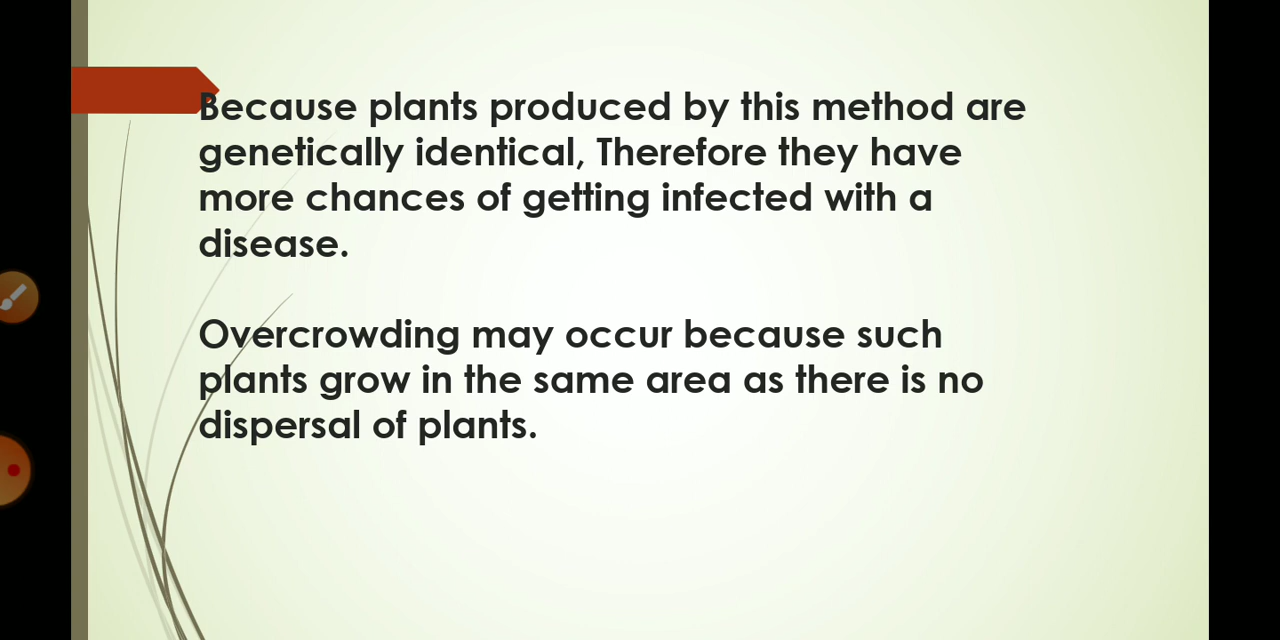 Because plants produced by this method are
genetically identical, Therefore they have
more chances of getting infected with a
disease.
Overcrowding may occur because such
plants grow in the same area as there is no
dispersal of plants.